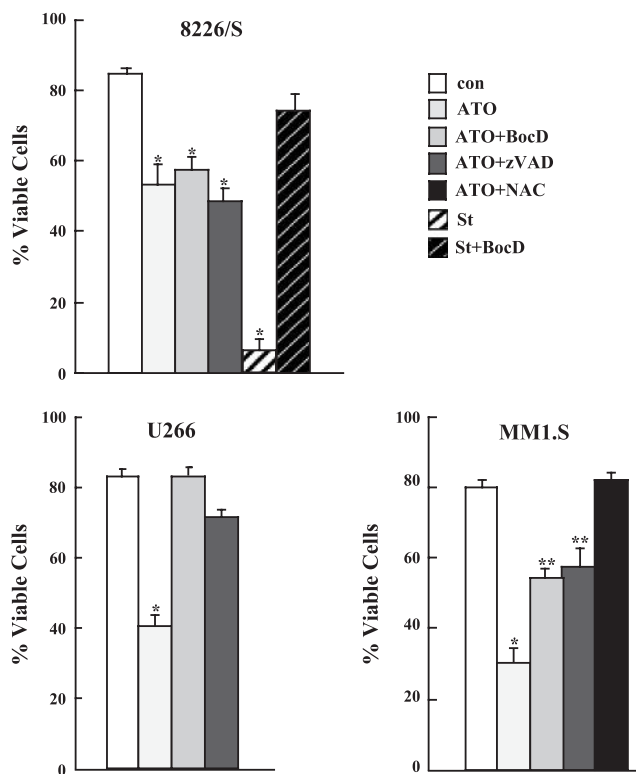 8226/S
% Viable Cells
100
80
60
40
20
0
*
*
*
*
con
ATO
ATO+BocD
ATO+zVAD
ATO+NAC
St
St+BocD
U266
% Viable Cells
100
80
60
40
80
0
*
MM1.S
% Viable Cells
100
80
60
40
20
0
*
**
**